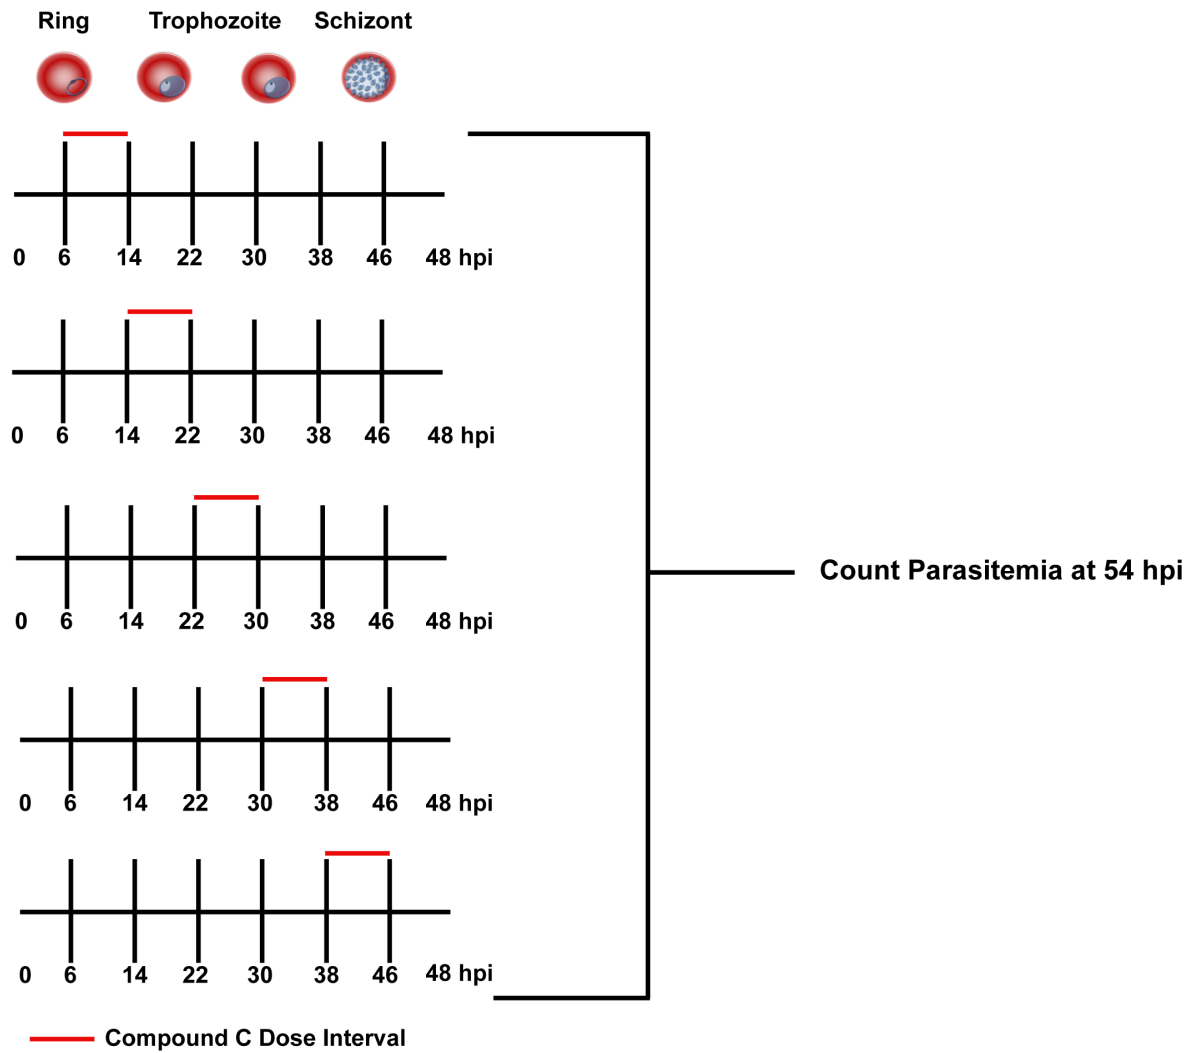 Ring Trophozoite Schizont
0 6 14 22 30 38 46 48 hpi
0 6 14 22 30 38 46 48 hpi
0 6 14 22 30 38 46 48 hpi
Count Parasitemia at 54 hpi
0 6 14 22 30 38 46 48 hpi
0 6 14 22 30 38 46 48 hpi
Compound C Dose Interval